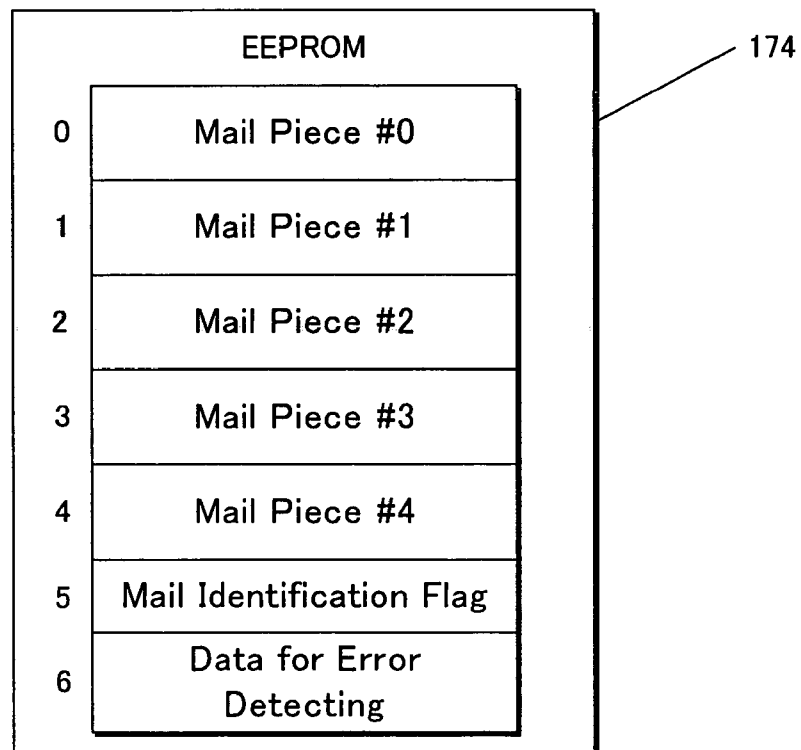 EEPROM
174
0 Mail Piece #0
1 Mail Piece #1
2 Mail Piece #2
3 Mail Piece #3
4 Mail Piece #4
5 Mail Identification Flag
6 Data for Error
Detecting